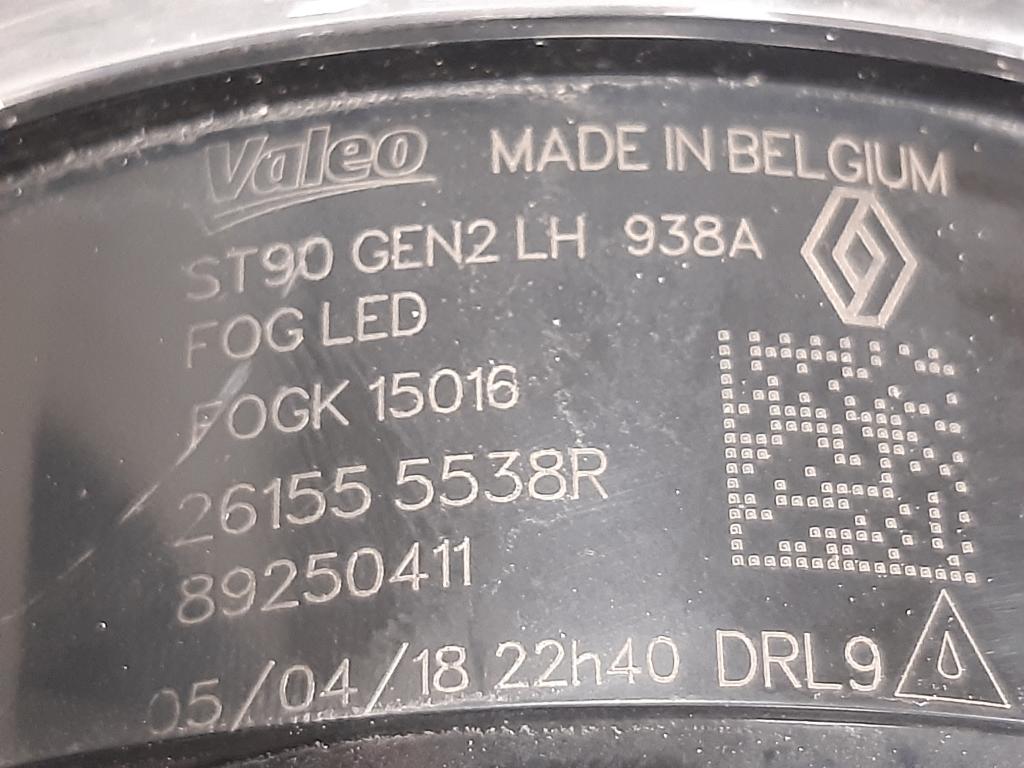 Valeo MADE IN BELGIUM
ST90 GEN2 LH 938A
FOG LED
FOGK 15016
26155 5538R
89250411
05/04/18 22h40 DRL9